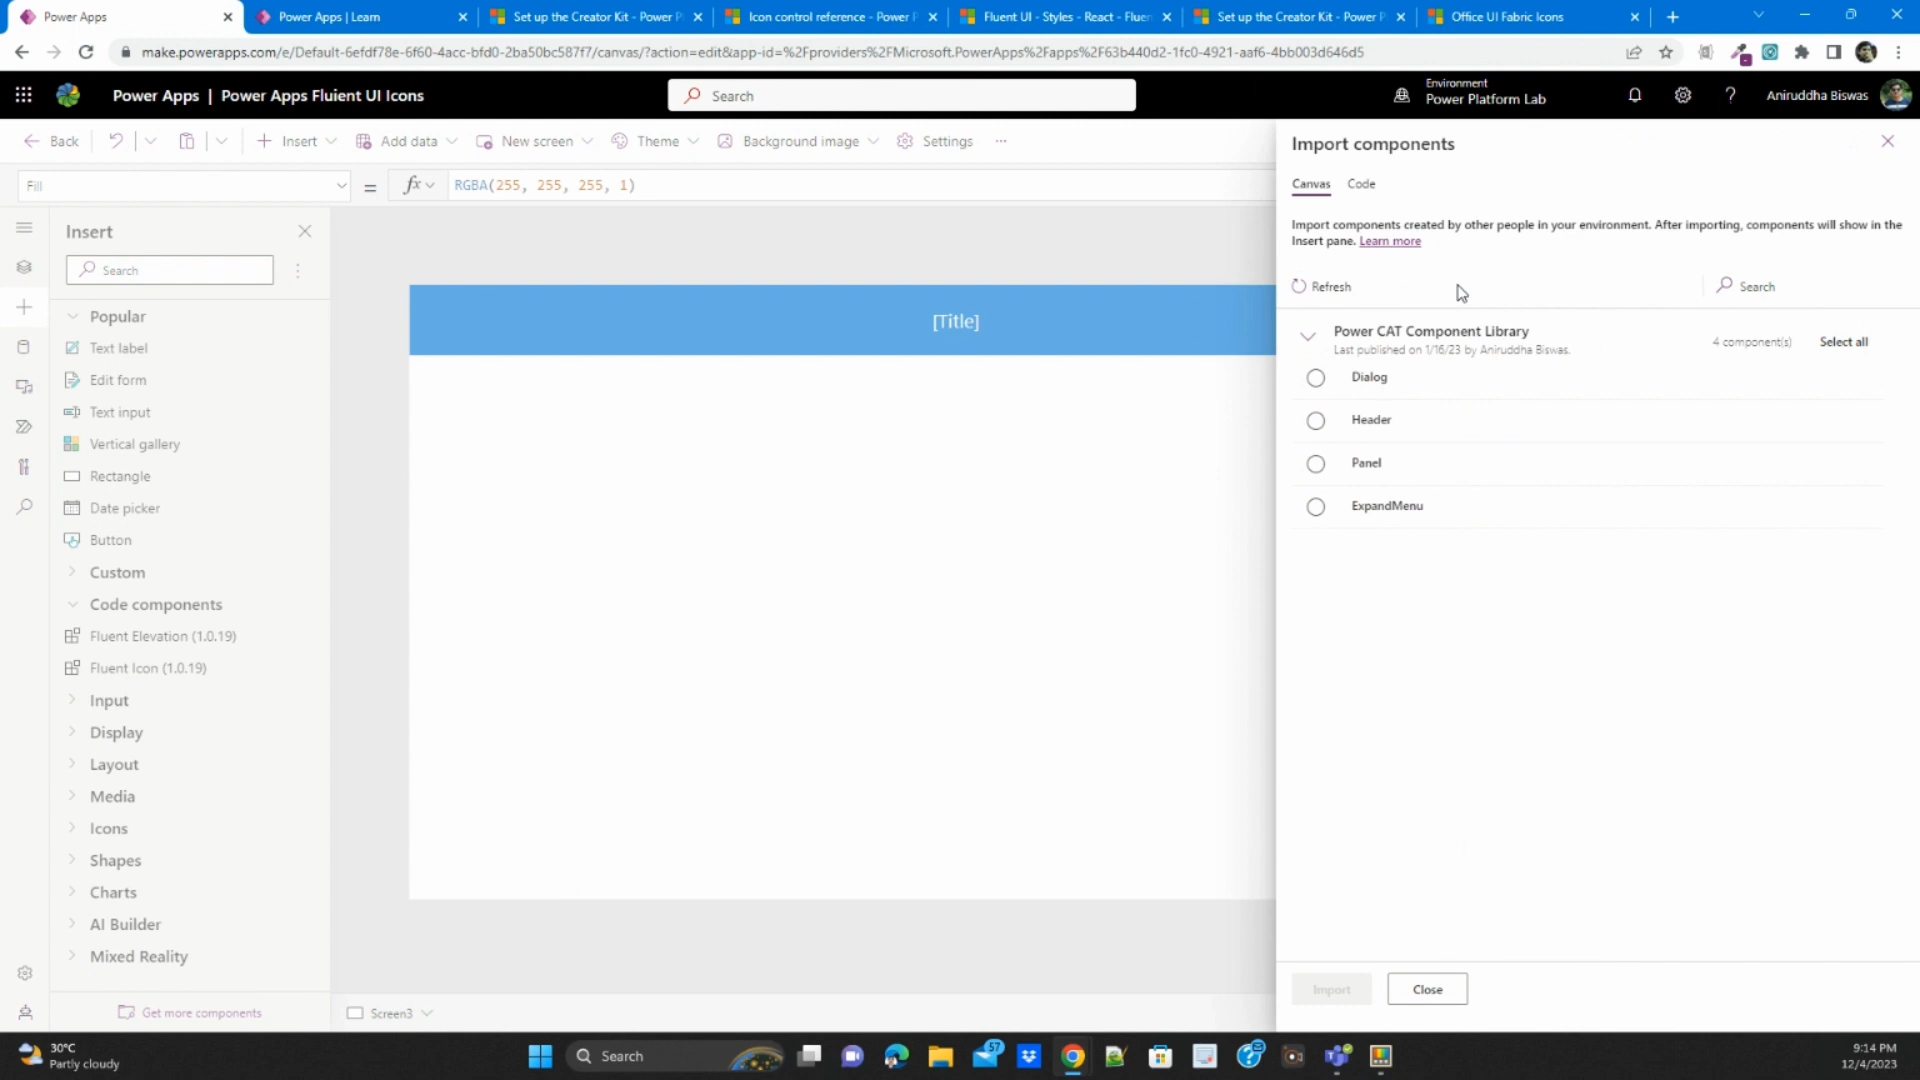 Power Apps
Power Apps | Learn
Set up the Creator Kit - Power P
Icon control reference - Power P
Fluent UI - Styles - React - Fluen
Set up the Creator Kit - Power P
Office UI Fabric Icons
make.powerapps.com/e/Default-6efdf78e-6f60-4acc-bfd0-2ba50bc587f7/canvas/?action=edit&app-id=%2Fproviders%2FMicrosoft.PowerApps%2Fapps%2F63b440d2-1fc0-4921-aaf6-4bb003d646d5
Power Apps | Power Apps Fluient UI Icons
Search
Environment
Power Platform Lab
Aniruddha Biswas
Back
Insert
Add data
New screen
Theme
Background image
Settings
Fill
=
fx
RGBA(255, 255, 255, 1)
Insert
Search
Popular
Text label
Edit form
Text input
Vertical gallery
Rectangle
Date picker
Button
Custom
Code components
Fluent Elevation (1.0.19)
Fluent Icon (1.0.19)
Input
Display
Layout
Media
Icons
Shapes
Charts
AI Builder
Mixed Reality
Get more components
[Title]
Screen3
Import components
Canvas
Code
Import components created by other people in your environment. After importing, components will show in the
Insert pane. Learn more
Refresh
Search
Power CAT Component Library
Last published on 1/16/23 by Aniruddha Biswas.
4 component(s)
Select all
Dialog
Header
Panel
ExpandMenu
Import
Close
30°C
Partly cloudy
Search
57
9:14 PM
12/4/2023